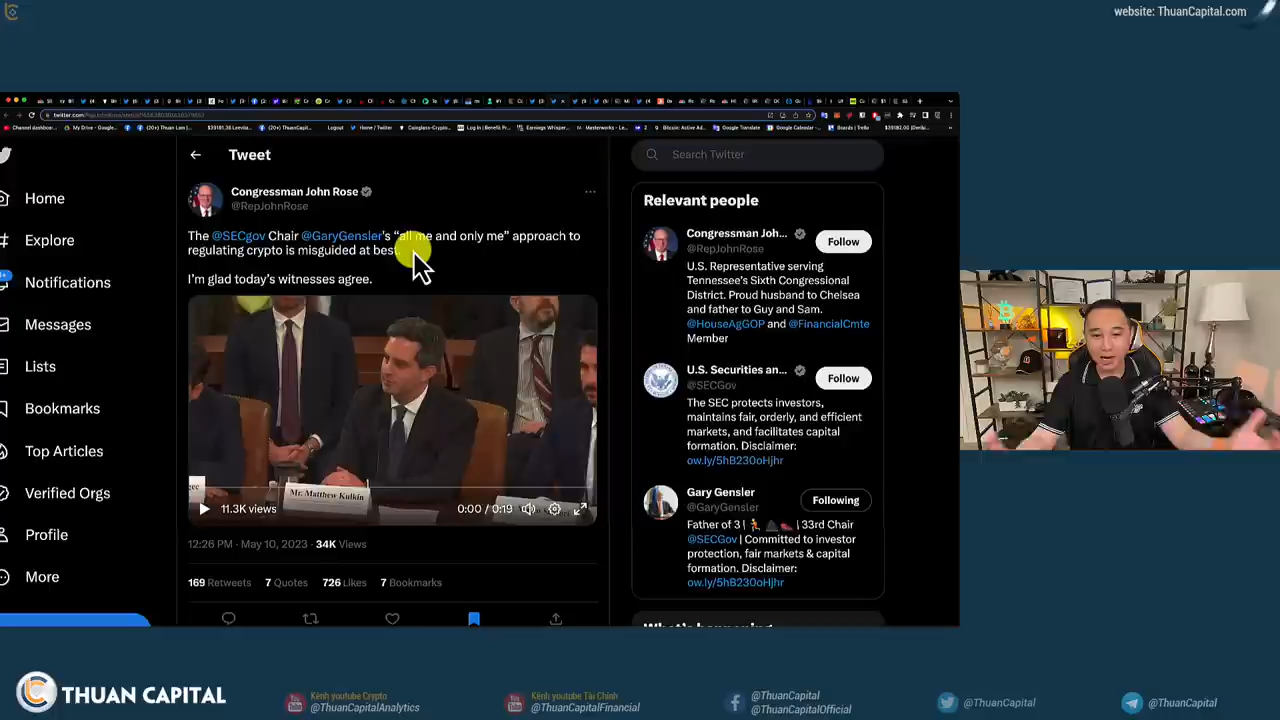 website: ThuanCapital.com
Tweet
Search Twitter
Home
Explore
Notifications
Messages
Lists
Bookmarks
Top Articles
Verified Orgs
Profile
More
Congressman John Rose
@RepJohnRose
The @SECgov Chair @GaryGensler's “all me and only me” approach to
regulating crypto is misguided at best.
I'm glad today's witnesses agree.
Mr. Matthew Kulkin
11.3K views
0:00 / 0:19
12:26 PM · May 10, 2023 · 34K Views
169 Retweets 7 Quotes 726 Likes 7 Bookmarks
Relevant people
Congressman Joh...
@RepJohnRose
Follow
U.S. Representative serving
Tennessee's Sixth Congressional
District. Proud husband to Chelsea
and father to Guy and Sam.
@HouseAgGOP and @FinancialCmte
Member
U.S. Securities an...
@SECGov
Follow
The SEC protects investors,
maintains fair, orderly, and efficient
markets, and facilitates capital
formation. Disclaimer:
ow.ly/5hB230oHjhr
Gary Gensler
@GaryGensler
Following
Father of 3 | 🏃 ⛰️ 👠 | 33rd Chair
@SECGov | Committed to investor
protection, fair markets & capital
formation. Disclaimer:
ow.ly/5hB230oHjhr
THUAN CAPITAL
Kênh youtube Crypto
@ThuanCapitalAnalytics
Kênh youtube Tài Chính
@ThuanCapitalFinancial
@ThuanCapital
@ThuanCapitalOfficial
@ThuanCapital
@ThuanCapital